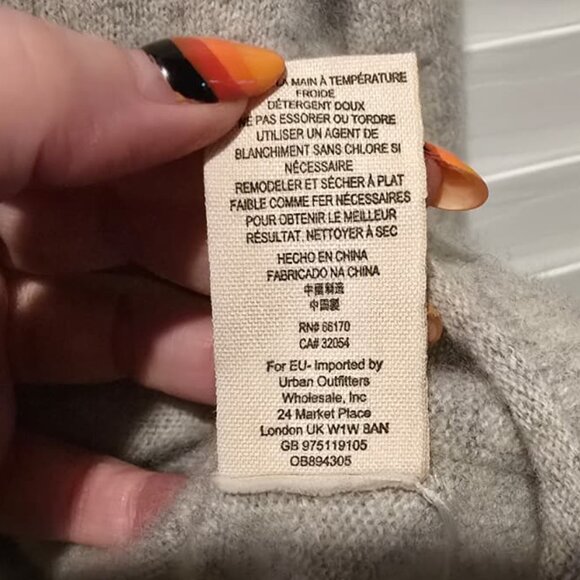 LA MAIN À TEMPÉRATURE
FROIDE
DÉTERGENT DOUX
NE PAS ESSORER OU TORDRE
UTILISER UN AGENT DE
BLANCHIMENT SANS CHLORE SI
NÉCESSAIRE
REMODELER ET SÉCHER À PLAT
FAIBLE COMME FER NÉCESSAIRES
POUR OBTENIR LE MEILLEUR
RÉSULTAT. NETTOYER À SEC
HECHO EN CHINA
FABRICADO NA CHINA
中國制造
中国製
RN# 66170
CA# 32054
For EU- Imported by
Urban Outfitters
Wholesale, Inc
24 Market Place
London UK W1W 8AN
GB 975119105
OB894305